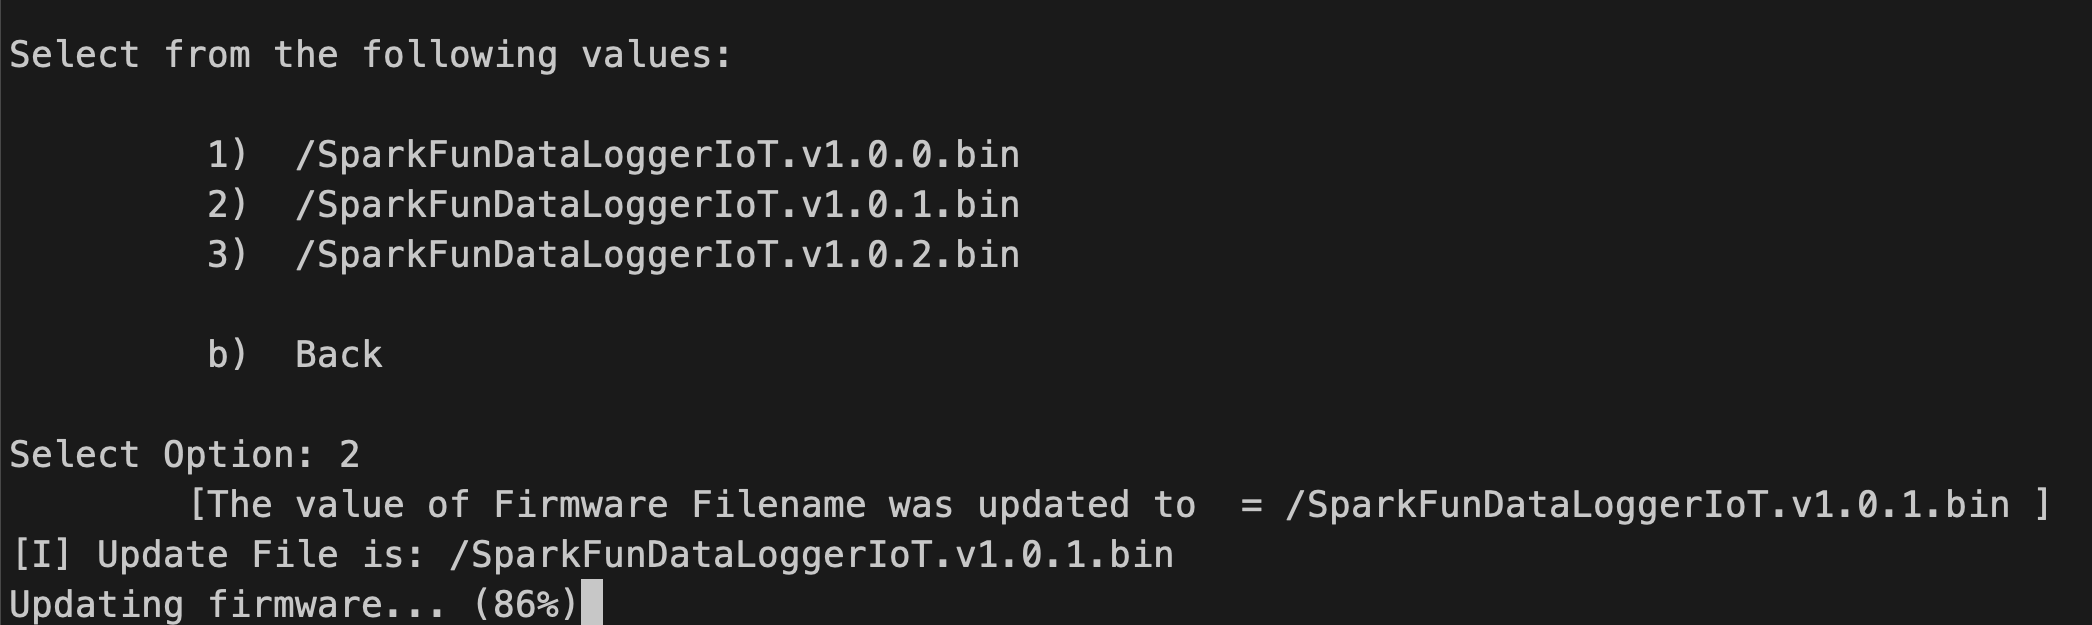 Select from the following values:
1)  /SparkFunDataLoggerIoT.v1.0.0.bin
2)  /SparkFunDataLoggerIoT.v1.0.1.bin
3)  /SparkFunDataLoggerIoT.v1.0.2.bin
b)  Back
Select Option: 2
[The value of Firmware Filename was updated to  = /SparkFunDataLoggerIoT.v1.0.1.bin ]
[I] Update File is: /SparkFunDataLoggerIoT.v1.0.1.bin
Updating firmware... (86%)